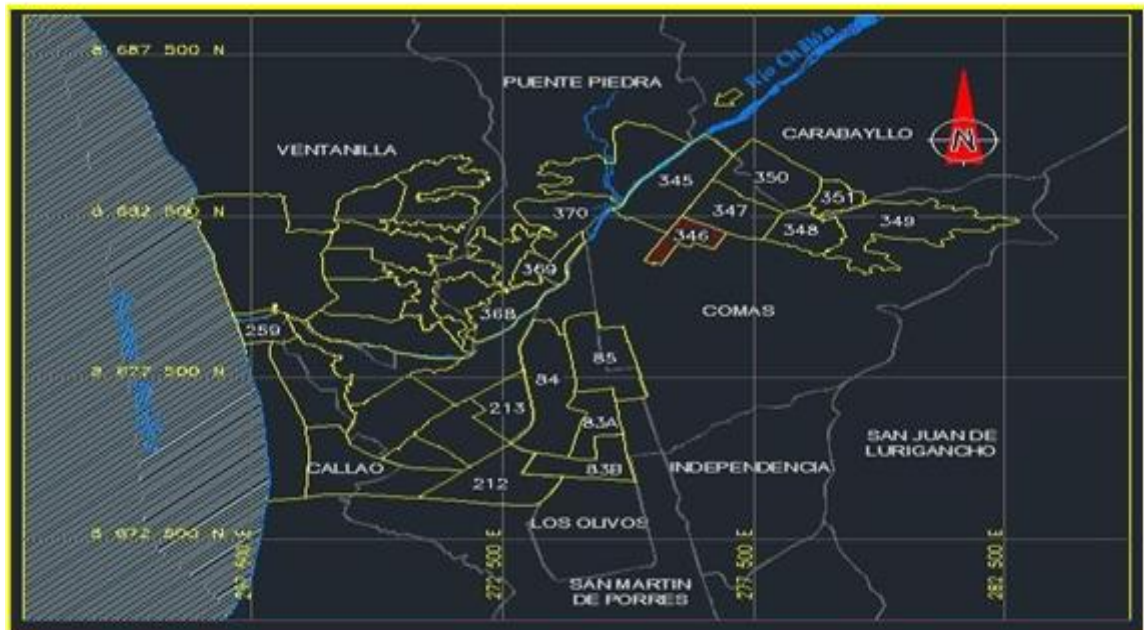 8 687 500 N
Río Chillón
PUENTE PIEDRA
CARABAYLLO
N
VENTANILLA
345
350
351
370
347
349
8 682 500 N
346
348
369
COMAS
368
259
85
8 677 500 N
84
213
83A
SAN JUAN DE
LURIGANCHO
CALLAO
83B
INDEPENDENCIA
212
LOS OLIVOS
8 672 500 N
272 500 E
277 500 E
282 500 E
SAN MARTIN
DE PORRES